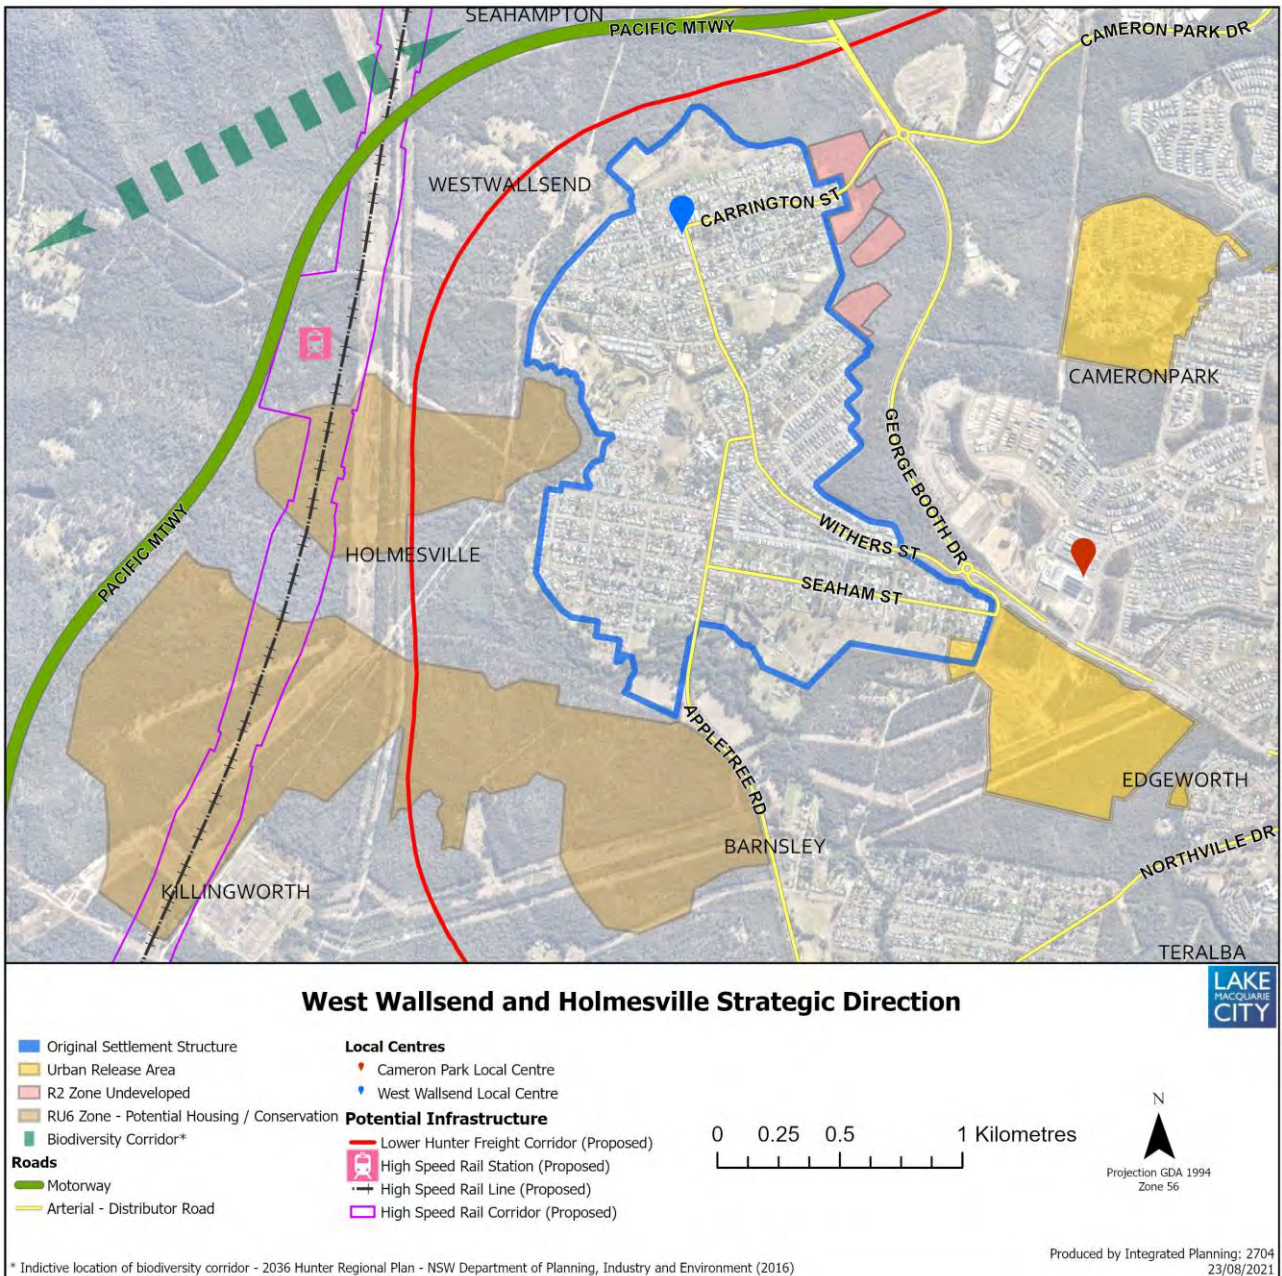 SEAHAMPTON
PACIFIC MTWY
CAMERON PARK DR
WESTWALLSEND
CARRINGTON ST
CAMERONPARK
GEORGE BOOTH DR
PACIFIC MTWY
HOLMESVILLE
WITHERS ST
SEAHAM ST
APPLETREE RD
EDGEWORTH
BARNSLEY
NORTHVILLE DR
KILLINGWORTH
TERALBA
West Wallsend and Holmesville Strategic Direction
LAKE
MACQUARIE
CITY
Original Settlement Structure
Urban Release Area
R2 Zone Undeveloped
RU6 Zone - Potential Housing / Conservation
Biodiversity Corridor*
Roads
Motorway
Arterial - Distributor Road
Local Centres
Cameron Park Local Centre
West Wallsend Local Centre
Potential Infrastructure
Lower Hunter Freight Corridor (Proposed)
High Speed Rail Station (Proposed)
High Speed Rail Line (Proposed)
High Speed Rail Corridor (Proposed)
0 0.25 0.5 1 Kilometres
N
Projection GDA 1994
Zone 56
Produced by Integrated Planning: 2704
23/08/2021
* Indictive location of biodiversity corridor - 2036 Hunter Regional Plan - NSW Department of Planning, Industry and Environment (2016)